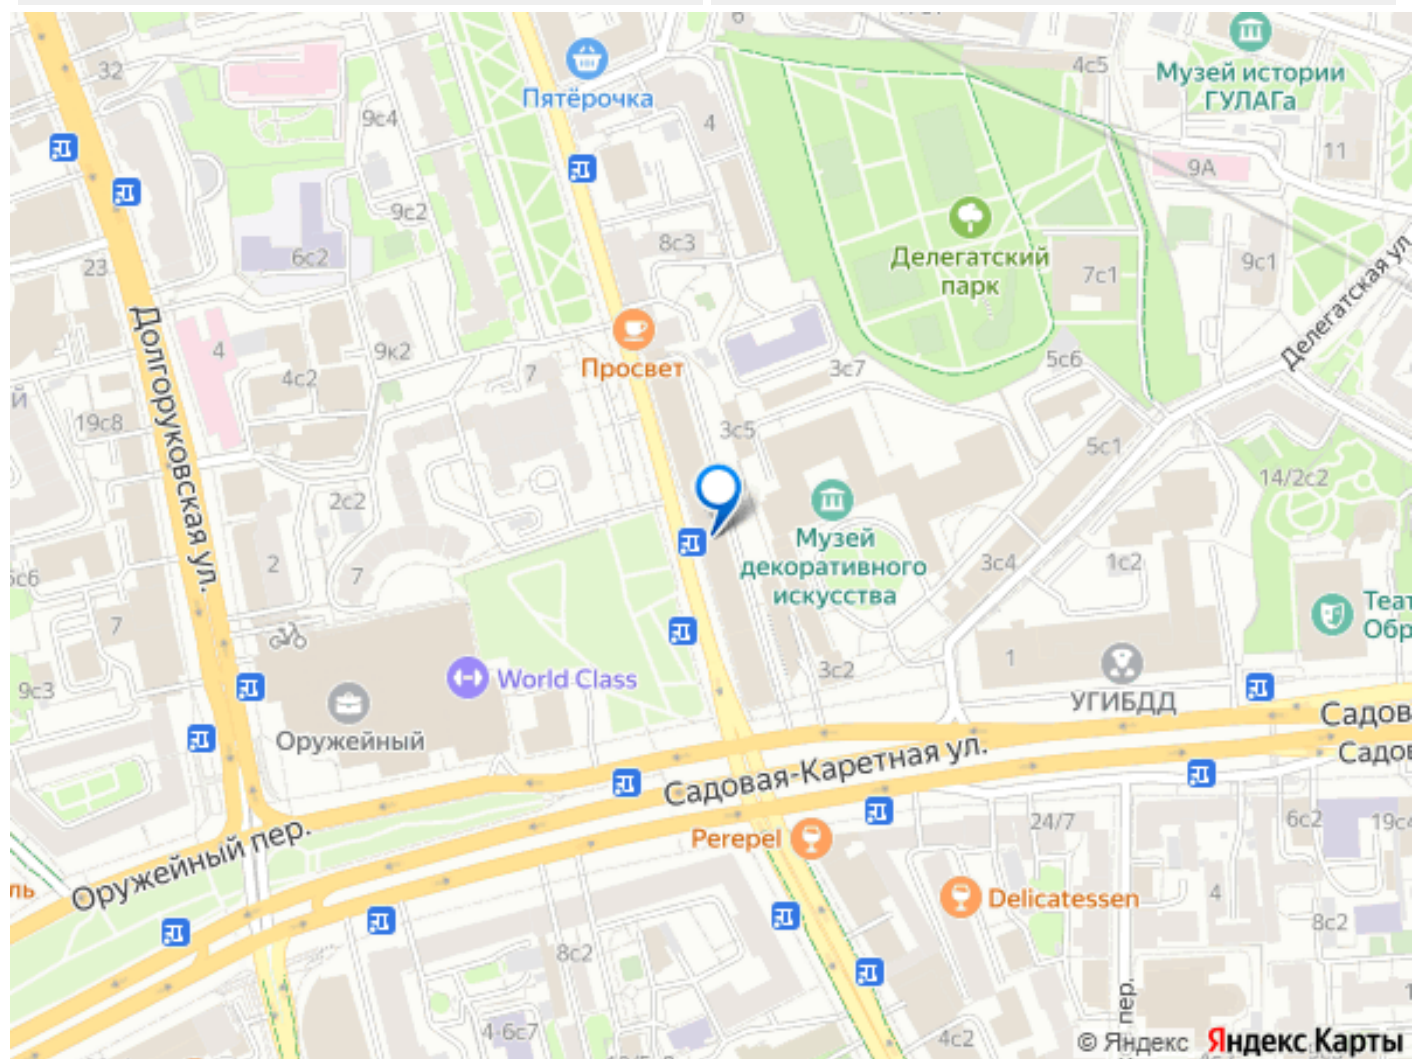 6
Музей истории
ГУЛАГа
4с5
32
Пятёрочка
9с4
4
11
9А
9с2
8с3
6с2
23
Делегатский
парк
7с1
9с1
Делегатская ул.
Долгоруковская ул.
4
9к2
4с2
7
Просвет
3с7
5с6
й
19с8
3с5
5с1
14/2с2
2с2
Музей
декоративного
искусства
3с4
1с2
2
7
7
3с2
1
УГИБДД
9с3
World Class
Оружейный
Садовая-Каретная ул.
Садов
Садов
Perepel
24/7
6с2
19с4
Оружейный пер.
ль
Delicatessen
4
8с2
8с2
пер.
4-6с7
4с2
© Яндекс Яндекс Карты